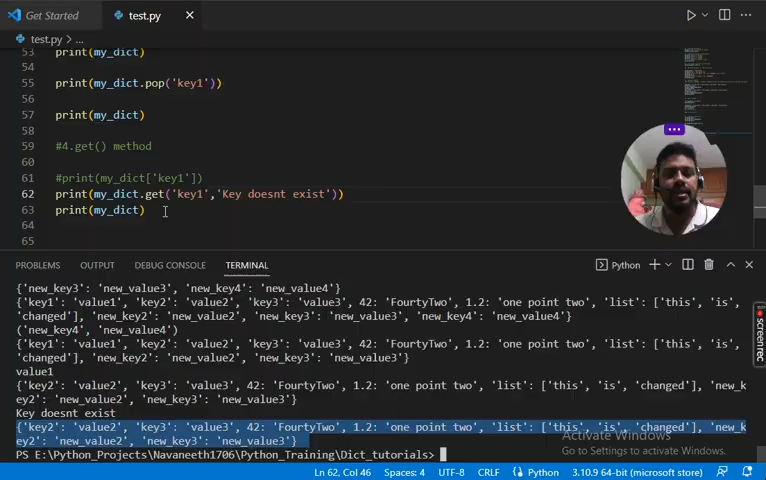 Get Started
test.py
test.py > ...
53 print(my_dict)
54
55 print(my_dict.pop('key1'))
56
57 print(my_dict)
58
59 #4.get() method
60
61 #print(my_dict['key1'])
62 print(my_dict.get('key1','Key doesnt exist'))
63 print(my_dict)
64
65
PROBLEMS OUTPUT DEBUG CONSOLE TERMINAL Python
{'new_key3': 'new_value3', 'new_key4': 'new_value4'}
{'key1': 'value1', 'key2': 'value2', 'key3': 'value3', 42: 'FourtyTwo', 1.2: 'one point two', 'list': ['this', 'is', 
'changed'], 'new_key2': 'new_value2', 'new_key3': 'new_value3', 'new_key4': 'new_value4'}
('new_key4', 'new_value4')
{'key1': 'value1', 'key2': 'value2', 'key3': 'value3', 42: 'FourtyTwo', 1.2: 'one point two', 'list': ['this', 'is', 
'changed'], 'new_key2': 'new_value2', 'new_key3': 'new_value3'}
value1
{'key2': 'value2', 'key3': 'value3', 42: 'FourtyTwo', 1.2: 'one point two', 'list': ['this', 'is', 'changed'], 'new_k
ey2': 'new_value2', 'new_key3': 'new_value3'}
Key doesnt exist
{'key2': 'value2', 'key3': 'value3', 42: 'FourtyTwo', 1.2: 'one point two', 'list': ['this', 'is', 'changed'], 'new_k
ey2': 'new_value2', 'new_key3': 'new_value3'}
PS E:\Python_Projects\Navaneeth1706\Python_Training\Dict_tutorials>
Activate Windows
Go to Settings to activate Windows.
screenrec
Ln 62, Col 46 Spaces: 4 UTF-8 CRLF Python 3.10.9 64-bit (microsoft store)